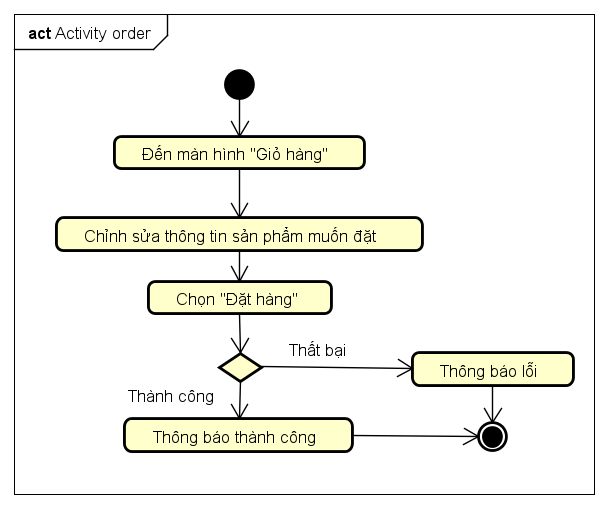 act Activity order
Đến màn hình "Giỏ hàng"
Chỉnh sửa thông tin sản phẩm muốn đặt
Chọn "Đặt hàng"
Thất bại
Thông báo lỗi
Thành công
Thông báo thành công